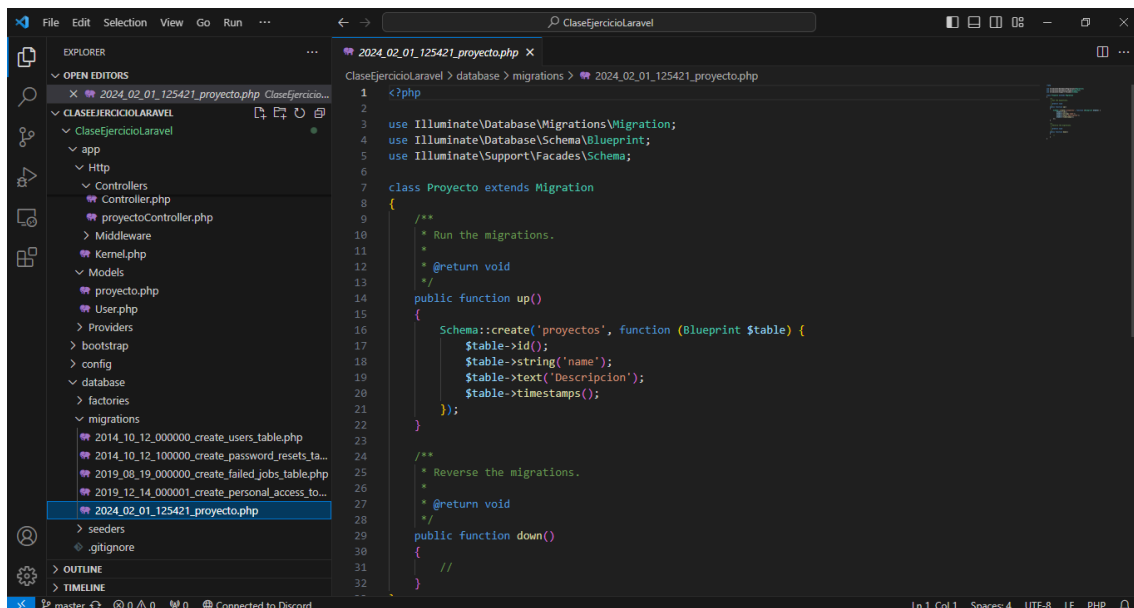 File Edit Selection View Go Run ··· ClaseEjercicioLaravel
EXPLORER ···
OPEN EDITORS
2024_02_01_125421_proyecto.php ClaseEjercicio...
CLASEEJERCICIOLARAVEL
ClaseEjercicioLaravel
app
Http
Controllers
Controller.php
proyectoController.php
Middleware
Kernel.php
Models
proyecto.php
User.php
Providers
bootstrap
config
database
factories
migrations
2014_10_12_000000_create_users_table.php
2014_10_12_100000_create_password_resets_ta...
2019_08_19_000000_create_failed_jobs_table.php
2019_12_14_000001_create_personal_access_to...
2024_02_01_125421_proyecto.php
seeders
.gitignore
OUTLINE
TIMELINE
2024_02_01_125421_proyecto.php
ClaseEjercicioLaravel > database > migrations > 2024_02_01_125421_proyecto.php
1 <?php
2
3 use Illuminate\Database\Migrations\Migration;
4 use Illuminate\Database\Schema\Blueprint;
5 use Illuminate\Support\Facades\Schema;
6
7 class Proyecto extends Migration
8 {
9 /**
10 * Run the migrations.
11 *
12 * @return void
13 */
14 public function up()
15 {
16 Schema::create('proyectos', function (Blueprint $table) {
17 $table->id();
18 $table->string('name');
19 $table->text('Descripcion');
20 $table->timestamps();
21 });
22 }
23
24 /**
25 * Reverse the migrations.
26 *
27 * @return void
28 */
29 public function down()
30 {
31 //
32 }
master 0 0 0 Connected to Discord Ln 1, Col 1 Spaces: 4 UTF-8 LF PHP